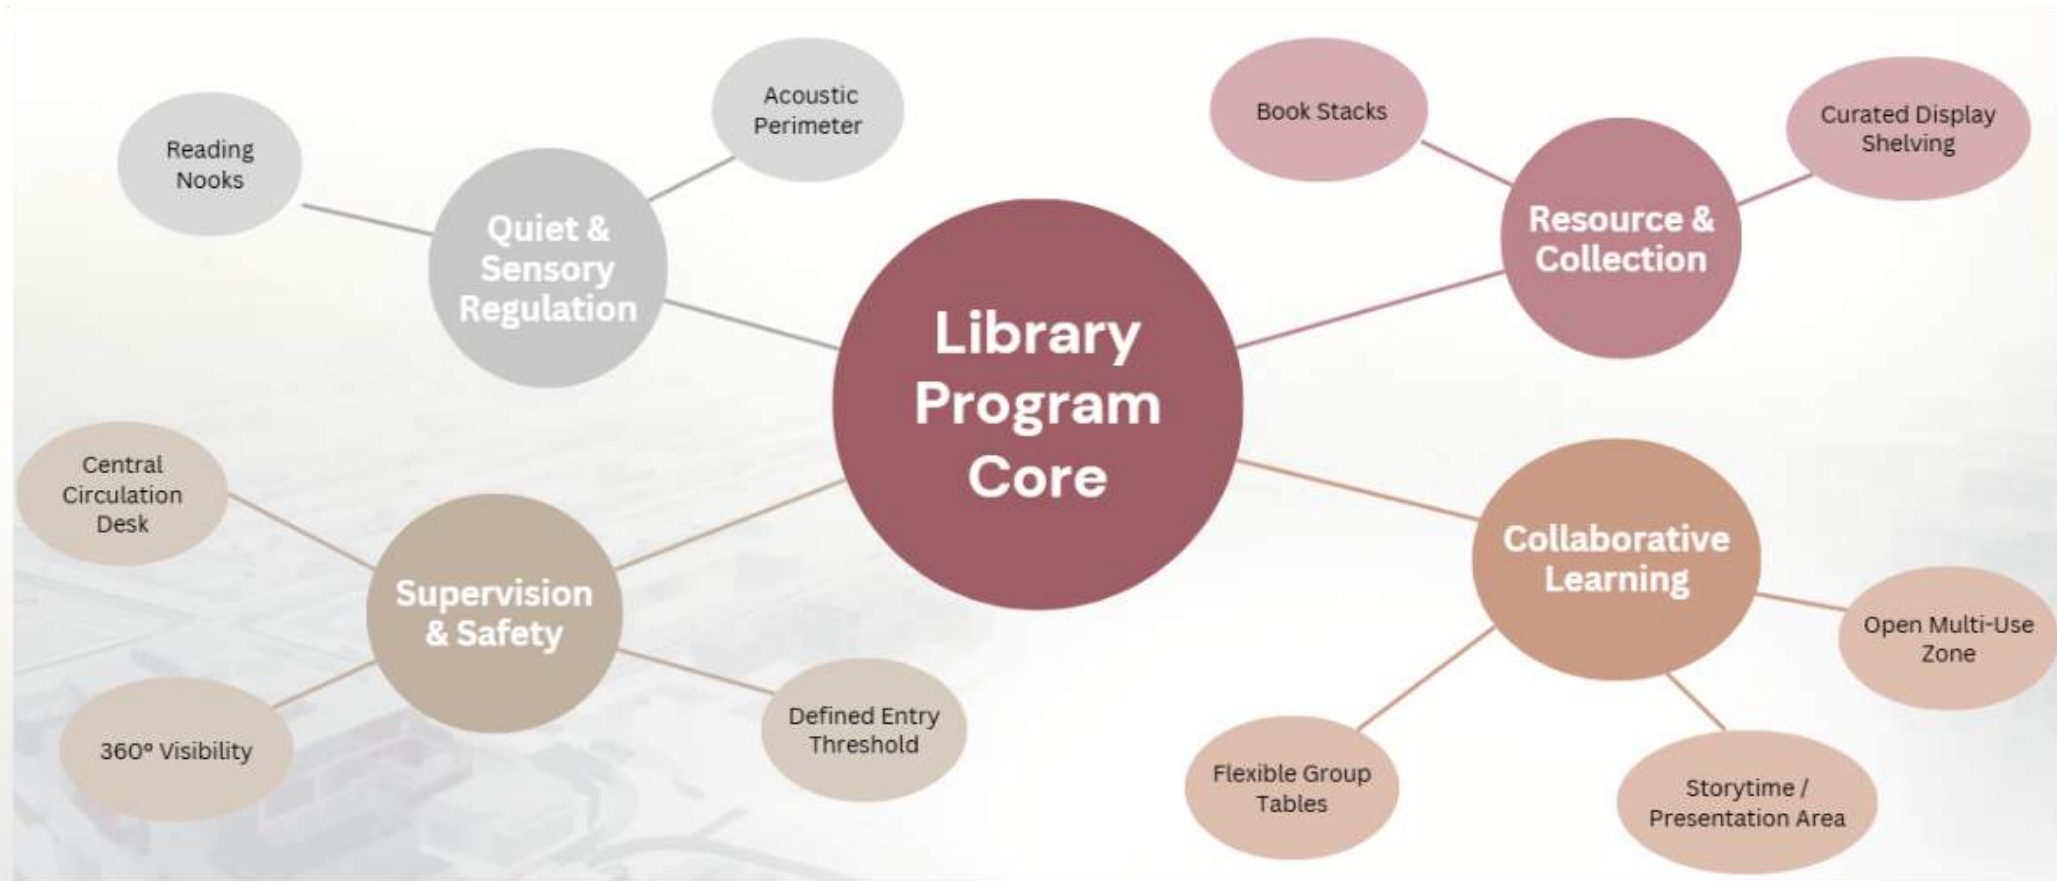 Reading
Nooks
Acoustic
Perimeter
Quiet &
Sensory
Regulation
Book Stacks
Curated Display
Shelving
Resource &
Collection
Library
Program
Core
Central
Circulation
Desk
Supervision
& Safety
360° Visibility
Defined Entry
Threshold
Collaborative
Learning
Open Multi-Use
Zone
Flexible Group
Tables
Storytime /
Presentation Area